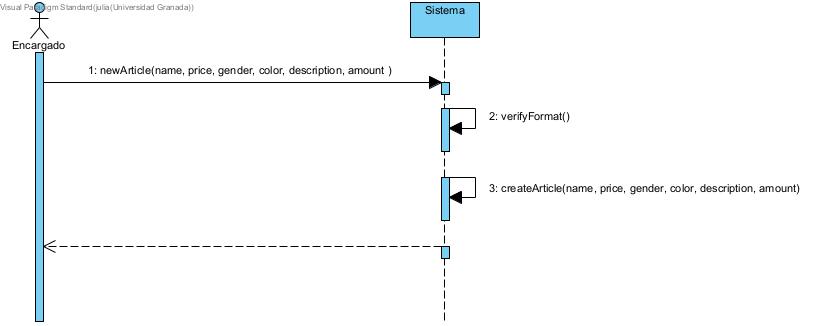 Visual Paradigm Standard(julia(Universidad Granada))
Sistema
Encargado
1: newArticle(name, price, gender, color, description, amount )
2: verifyFormat()
3: createArticle(name, price, gender, color, description, amount)